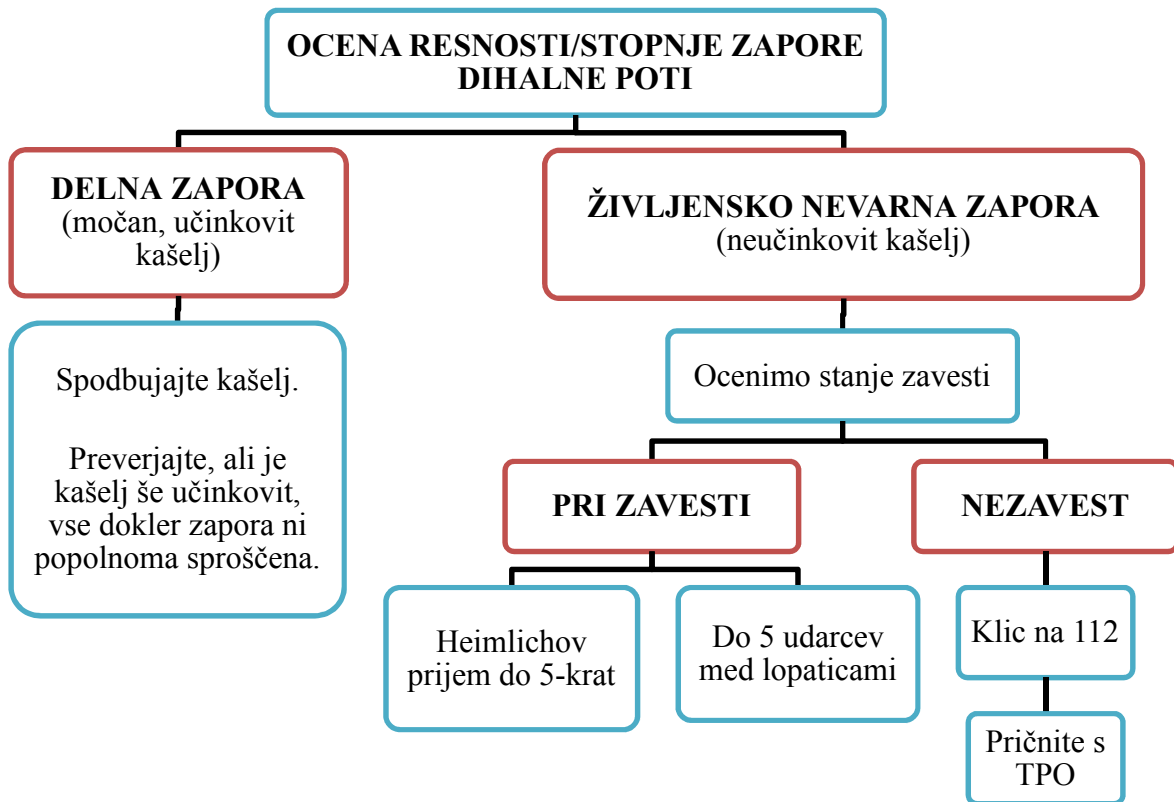 OCENA RESNOSTI/STOPNJE ZAPORE
DIHALNE POTI
DELNA ZAPORA
(močan, učinkovit
kašelj)
ŽIVLJENSKO NEVARNA ZAPORA
(neučinkovit kašelj)
Spodbujajte kašelj.
Preverjajte, ali je
kašelj še učinkovit,
vse dokler zapora ni
popolnoma sproščena.
Ocenimo stanje zavesti
PRI ZAVESTI
NEZAVEST
Heimlichov
prijem do 5-krat
Do 5 udarcev
med lopaticami
Klic na 112
Pričnite s
TPO